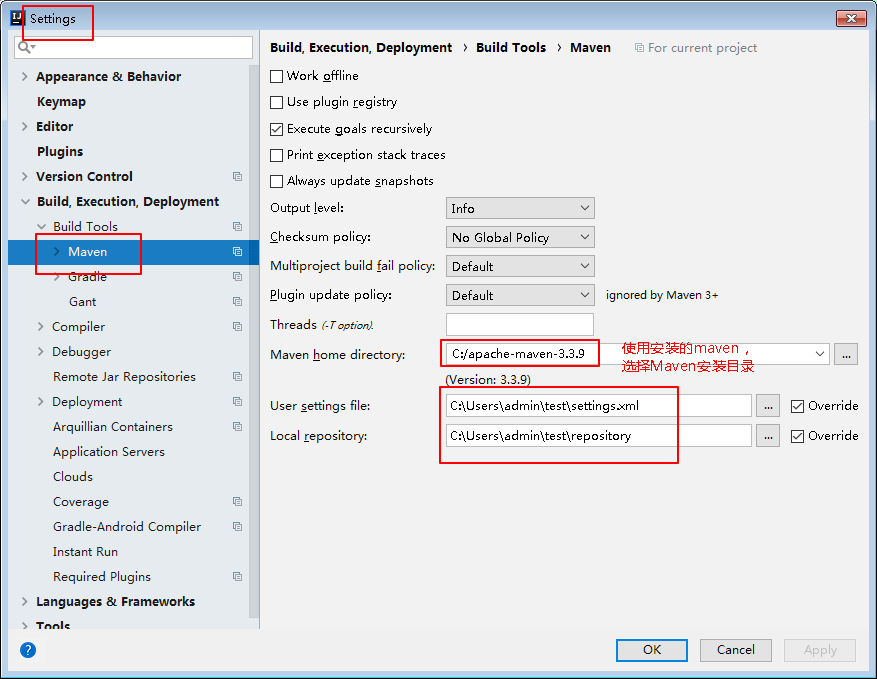 Settings
Appearance & Behavior
Keymap
Editor
Plugins
Version Control
Build, Execution, Deployment
Build Tools
Maven
Gradle
Gant
Compiler
Debugger
Remote Jar Repositories
Deployment
Arquillian Containers
Application Servers
Clouds
Coverage
Gradle-Android Compiler
Instant Run
Required Plugins
Languages & Frameworks
Tools
Build, Execution, Deployment › Build Tools › Maven For current project
Work offline
Use plugin registry
Execute goals recursively
Print exception stack traces
Always update snapshots
Output level: Info
Checksum policy: No Global Policy
Multiproject build fail policy: Default
Plugin update policy: Default ignored by Maven 3+
Threads (-T option).
Maven home directory: C:/apache-maven-3.3.9 ...
使用安装的maven，
选择Maven安装目录
(Version: 3.3.9)
User settings file: C:\Users\admin\test\settings.xml ... Override
Local repository: C:\Users\admin\test\repository ... Override
? OK Cancel Apply